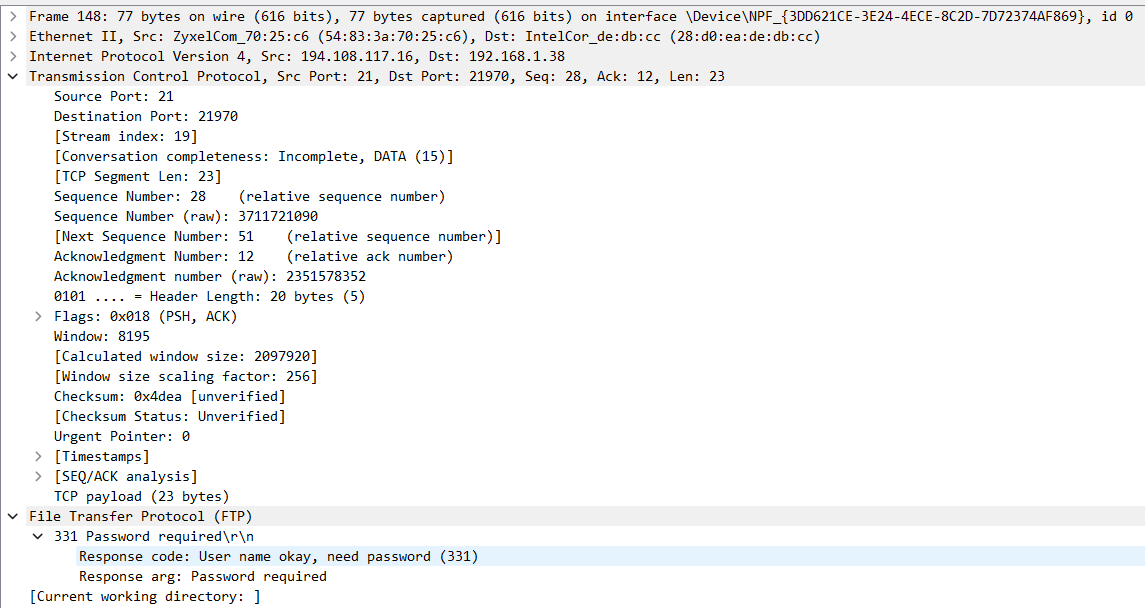 Frame 148: 77 bytes on wire (616 bits), 77 bytes captured (616 bits) on interface \Device\NPF_{3DD621CE-3E24-4ECE-8C2D-7D72374AF869}, id 0
Ethernet II, Src: ZyxelCom_70:25:c6 (54:83:3a:70:25:c6), Dst: IntelCor_de:db:cc (28:d0:ea:de:db:cc)
Internet Protocol Version 4, Src: 194.108.117.16, Dst: 192.168.1.38
Transmission Control Protocol, Src Port: 21, Dst Port: 21970, Seq: 28, Ack: 12, Len: 23
Source Port: 21
Destination Port: 21970
[Stream index: 19]
[Conversation completeness: Incomplete, DATA (15)]
[TCP Segment Len: 23]
Sequence Number: 28    (relative sequence number)
Sequence Number (raw): 3711721090
[Next Sequence Number: 51    (relative sequence number)]
Acknowledgment Number: 12    (relative ack number)
Acknowledgment number (raw): 2351578352
0101 .... = Header Length: 20 bytes (5)
Flags: 0x018 (PSH, ACK)
Window: 8195
[Calculated window size: 2097920]
[Window size scaling factor: 256]
Checksum: 0x4dea [unverified]
[Checksum Status: Unverified]
Urgent Pointer: 0
[Timestamps]
[SEQ/ACK analysis]
TCP payload (23 bytes)
File Transfer Protocol (FTP)
331 Password required\r\n
Response code: User name okay, need password (331)
Response arg: Password required
[Current working directory: ]